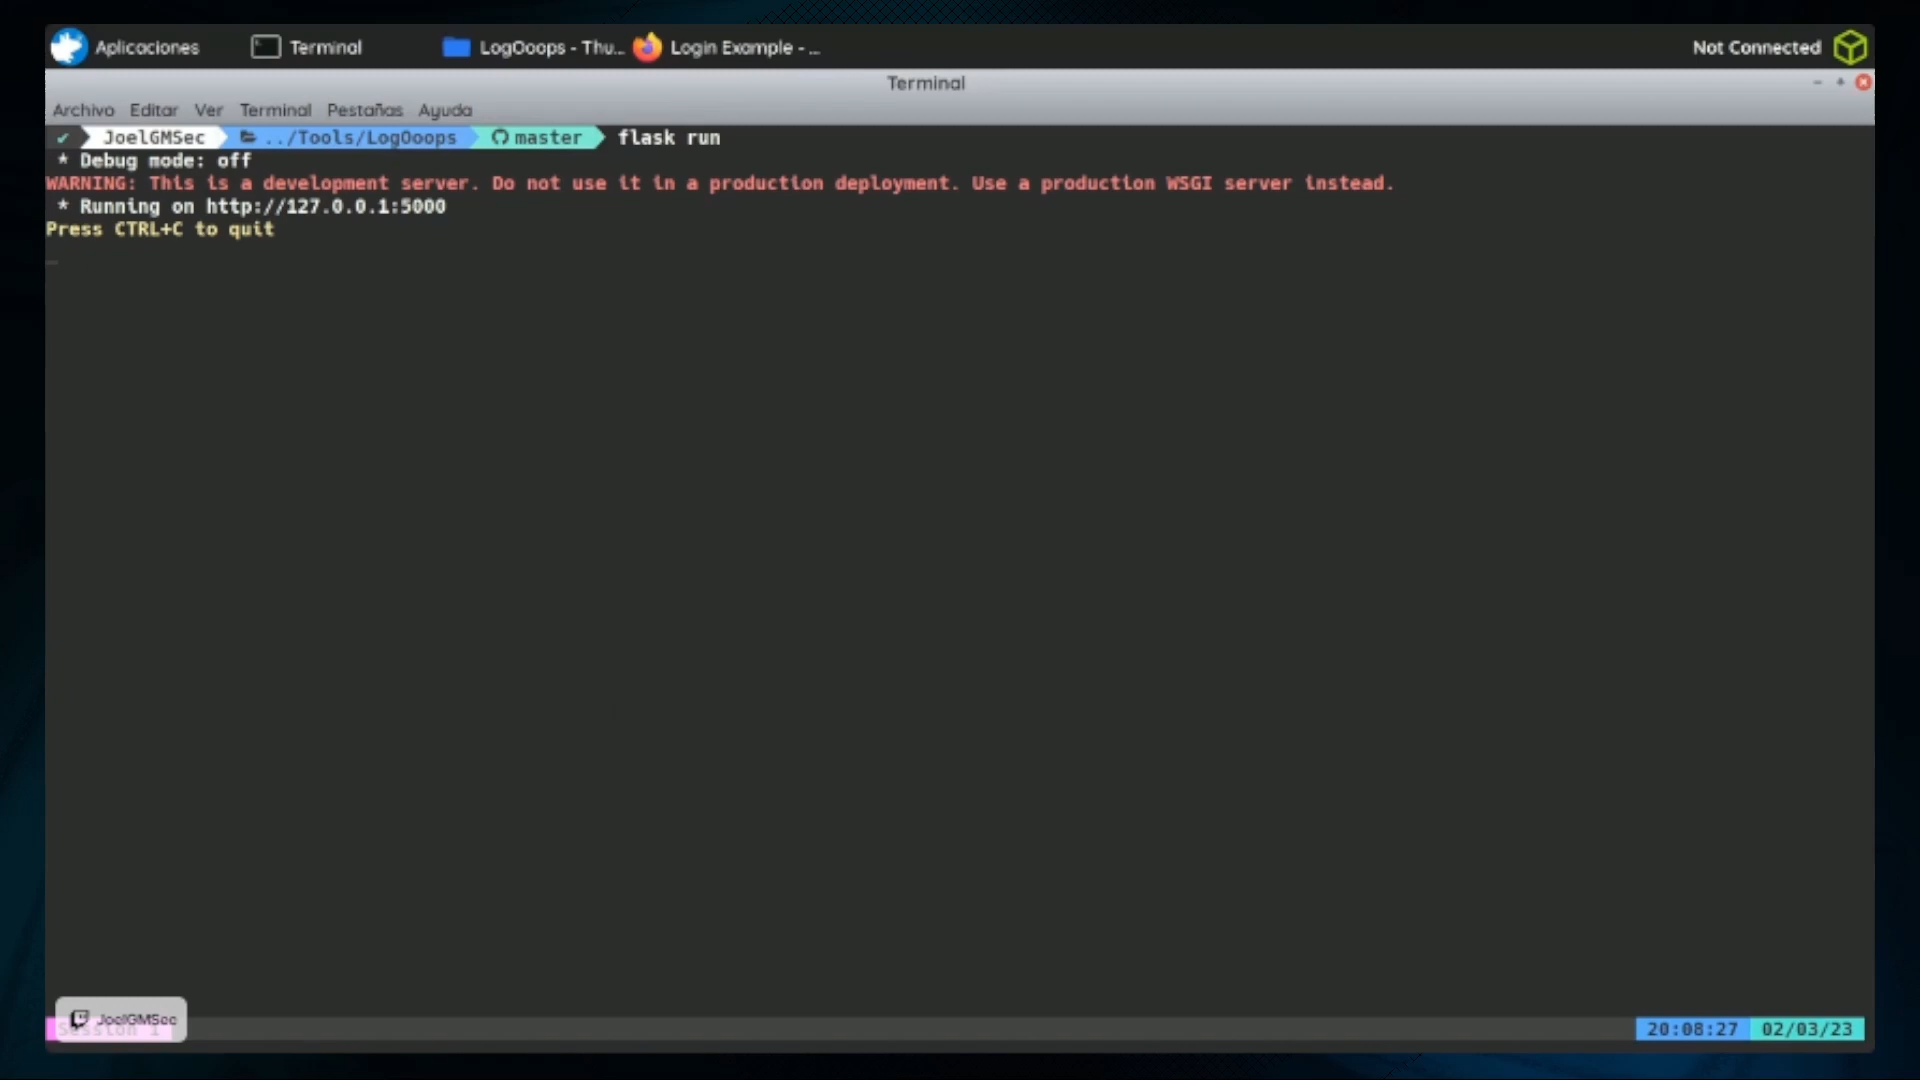 Aplicaciones Terminal LogOoops - Thu... Login Example - ... Not Connected
Terminal
Archivo Editar Ver Terminal Pestañas Ayuda
✔ JoelGMSec ../Tools/LogOoops master flask run
* Debug mode: off
WARNING: This is a development server. Do not use it in a production deployment. Use a production WSGI server instead.
* Running on http://127.0.0.1:5000
Press CTRL+C to quit
JoelGMSec
Session 1 20:08:27 02/03/23